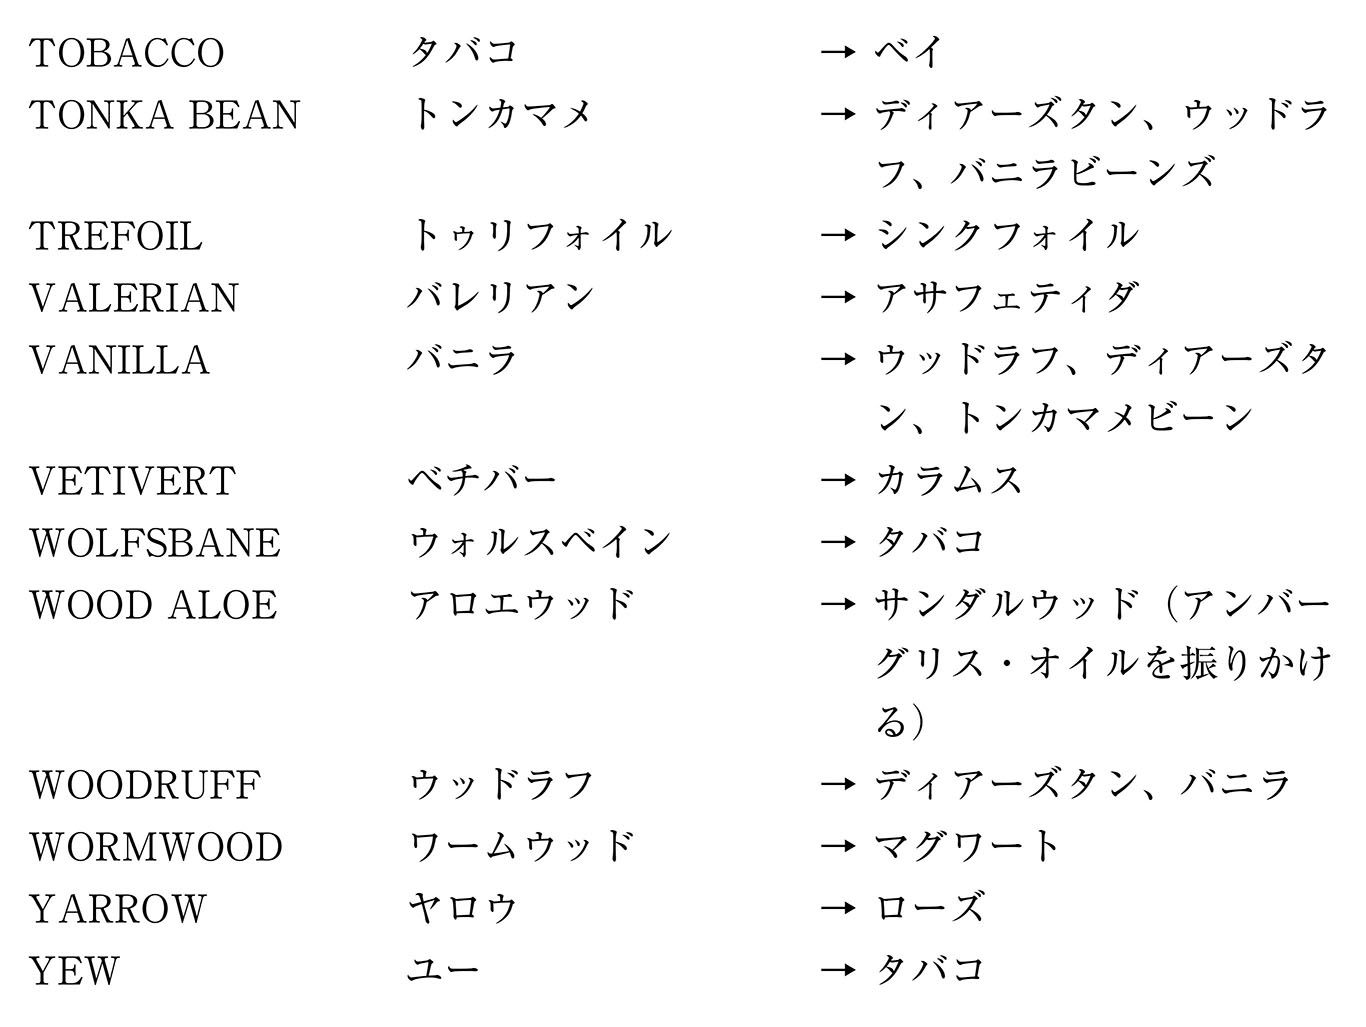 TOBACCO タバコ → ベイ
TONKA BEAN トンカマメ → ディアーズタン、ウッドラ
フ、バニラビーンズ
TREFOIL トゥリフォイル → シンクフォイル
VALERIAN バレリアン → アサフェティダ
VANILLA バニラ → ウッドラフ、ディアーズタ
ン、トンカマメビーン
VETIVERT ベチバー → カラムス
WOLFSBANE ウォルスベイン → タバコ
WOOD ALOE アロエウッド → サンダルウッド（アンバー
グリス・オイルを振りかけ
る）
WOODRUFF ウッドラフ → ディアーズタン、バニラ
WORMWOOD ワームウッド → マグワート
YARROW ヤロウ → ローズ
YEW ユー → タバコ